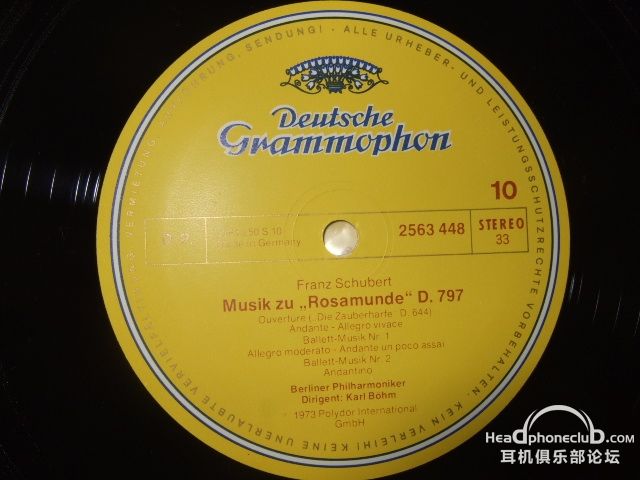 VERMIETUNG, SENDUNG! - ALLE URHEBER- UND LEISTUNGSSCHUTZRECHTE VORBEHALTEN. KEIN VERLEIH! KEINE UNERLAUBTE VERVIELFÄLTIGUNG
Deutsche
Grammophon
10
Made in Germany
2563 448
STEREO
33
Franz Schubert
Musik zu „Rosamunde“ D. 797
Ouvertüre („Die Zauberharfe“ D. 644)
Andante - Allegro vivace
Ballett-Musik Nr. 1
Allegro moderato - Andante un poco assai
Ballett-Musik Nr. 2
Andantino
Berliner Philharmoniker
Dirigent: Karl Böhm
1973 Polydor International
GmbH
HeadphonecluB.com
耳机俱乐部论坛